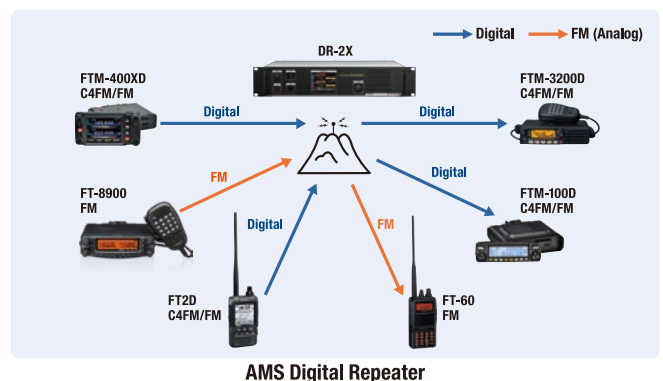 DR-2X
Digital
FM (Analog)
FTM-400XD
C4FM/FM
Digital
Digital
FTM-3200D
C4FM/FM
FT-8900
FM
FM
Digital
FTM-100D
C4FM/FM
Digital
FM
FT2D
C4FM/FM
FT-60
FM
AMS Digital Repeater